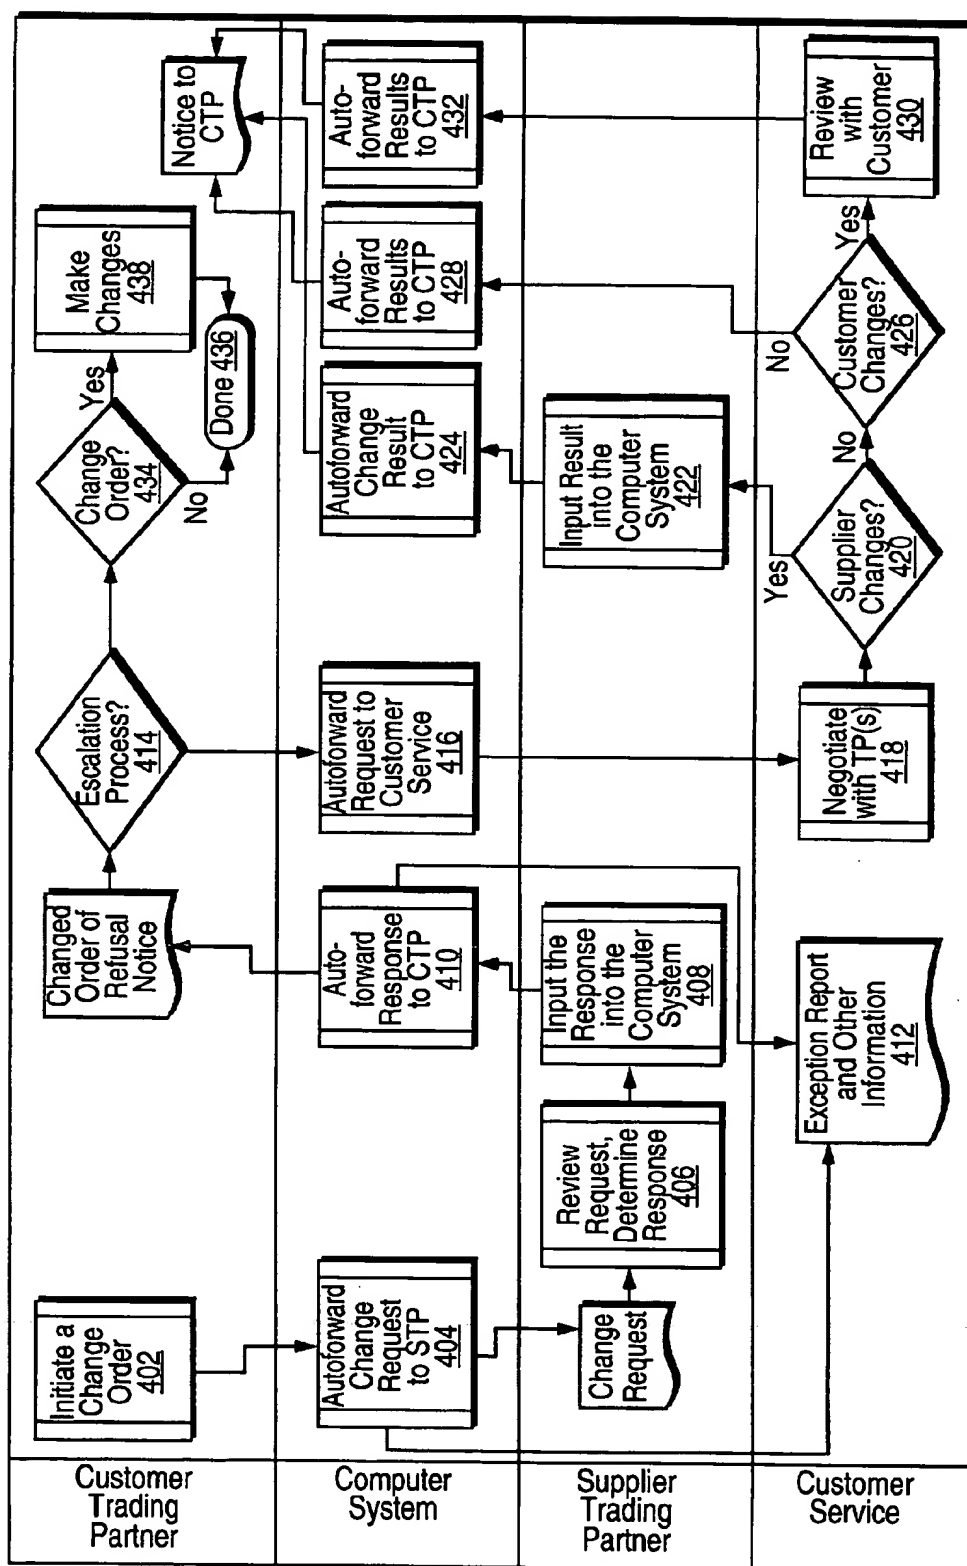 Customer
Trading
Partner
Initiate a
Change
Order
402
Changed
Order of
Refusal
Notice
Escalation
Process?
414
Change
Order?
434
Yes
No
Make
Changes
438
Done 436
Notice to
CTP
Computer
System
Autoforward
Change
Request
to STP
404
Auto-
forward
Response
to CTP
410
Autoforward
Request to
Customer
Service
416
Autoforward
Change
Result
to CTP
424
Auto-
forward
Results
to CTP
428
Auto-
forward
Results
to CTP
432
Supplier
Trading
Partner
Change
Request
Review
Request,
Determine
Response
406
Input the
Response
into the
Computer
System
408
Input Result
into the
Computer
System
422
Customer
Service
Exception Report
and Other
Information
412
Negotiate
with TP(s)
418
Supplier
Changes?
420
Yes
No
Customer
Changes?
426
No
Yes
Review
with
Customer
430